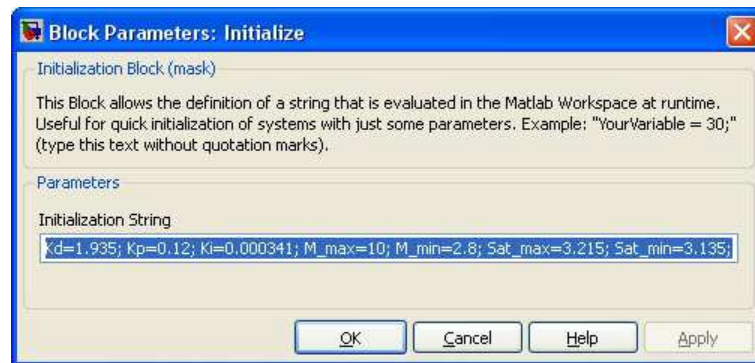 Block Parameters: Initialize
Initialization Block (mask)
This Block allows the definition of a string that is evaluated in the Matlab Workspace at runtime.
Useful for quick initialization of systems with just some parameters. Example: "YourVariable = 30;"
(type this text without quotation marks).
Parameters
Initialization String
Kd=1.935; Kp=0.12; Ki=0.000341; M_max=10; M_min=2.8; Sat_max=3.215; Sat_min=3.135;
OK Cancel Help Apply